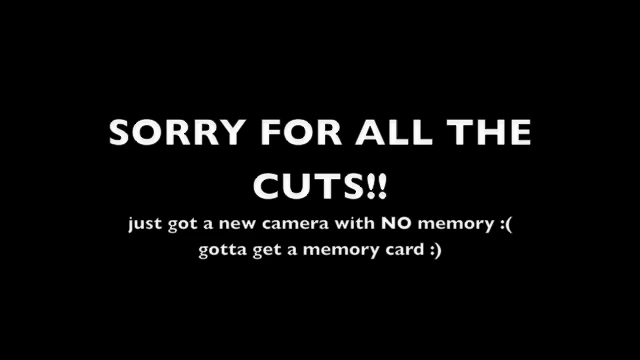 SORRY FOR ALL THE
CUTS!!
just got a new camera with NO memory :(
gotta get a memory card :)